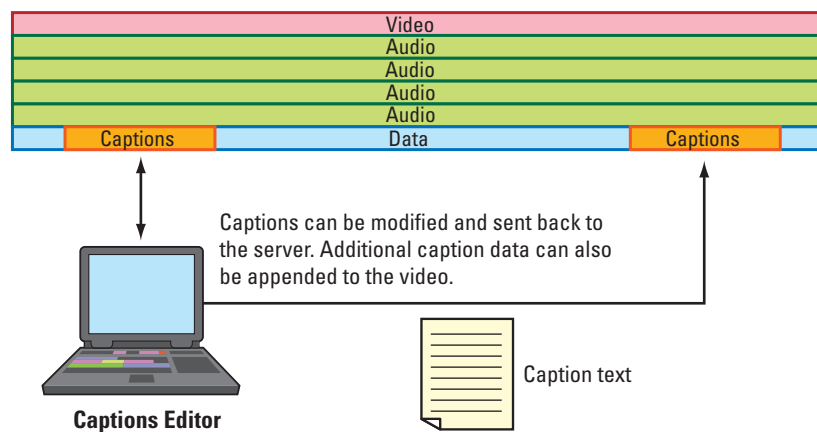 Video
Audio
Audio
Audio
Audio
Captions Data Captions
Captions can be modified and sent back to
the server. Additional caption data can also
be appended to the video.
Caption text
Captions Editor